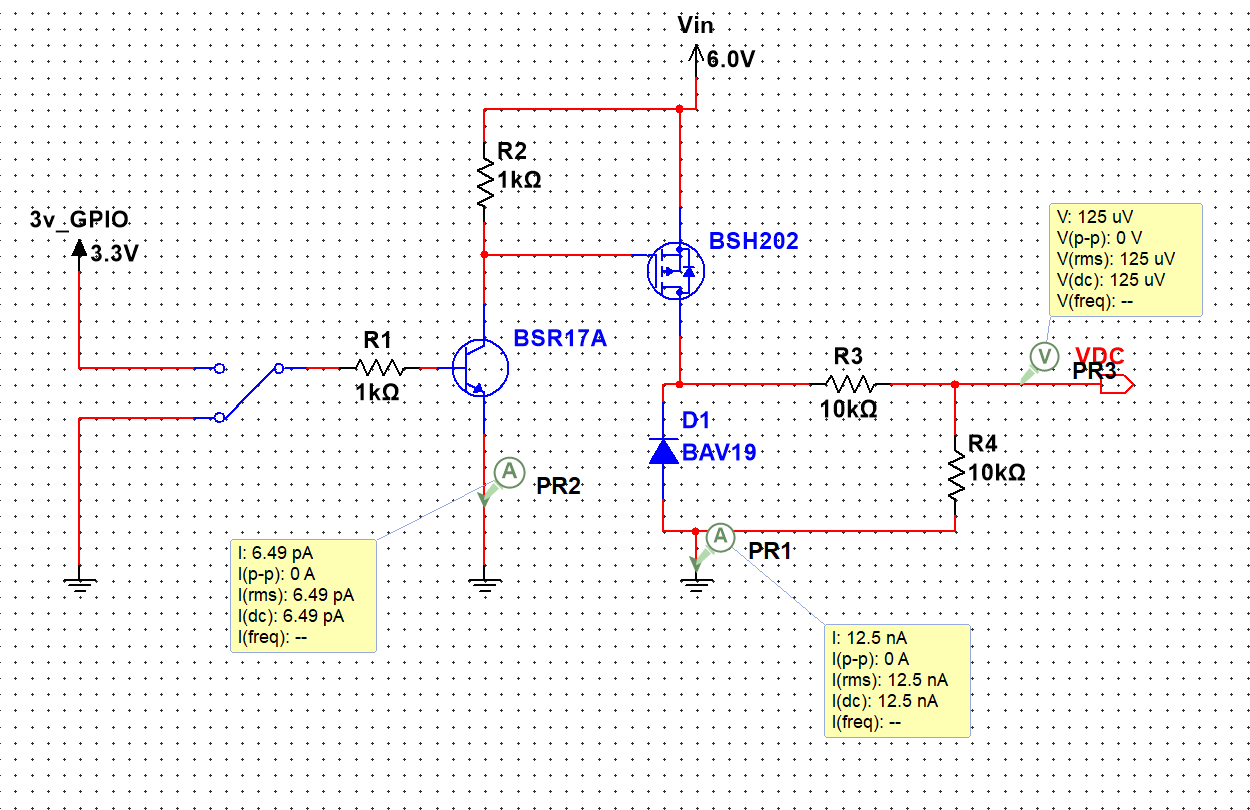 Vin
6.0V
R2
1kΩ
3v_GPIO
3.3V
BSH202
V: 125 uV
V(p-p): 0 V
V(rms): 125 uV
V(dc): 125 uV
V(freq): --
BSR17A
R1
1kΩ
R3
10kΩ
V
VDC
PR3
D1
BAV19
R4
10kΩ
A
PR2
A
PR1
I: 6.49 pA
I(p-p): 0 A
I(rms): 6.49 pA
I(dc): 6.49 pA
I(freq): --
I: 12.5 nA
I(p-p): 0 A
I(rms): 12.5 nA
I(dc): 12.5 nA
I(freq): --